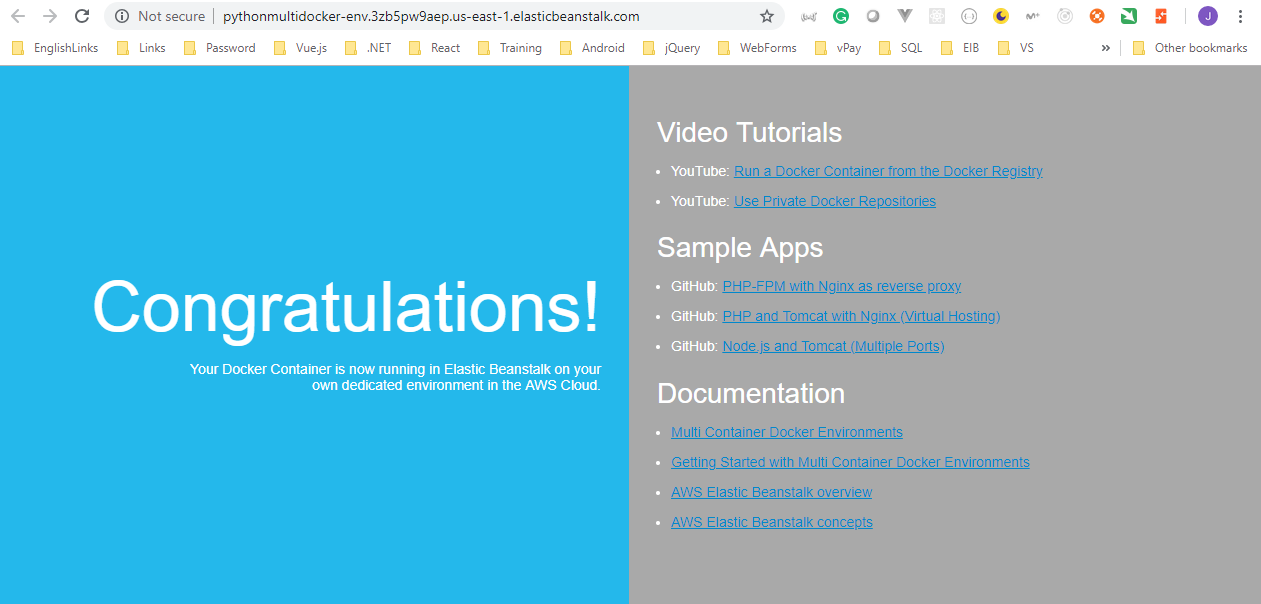 Not secure | pythonmultidocker-env.3zb5pw9aep.us-east-1.elasticbeanstalk.com
J
EnglishLinks Links Password Vue.js .NET React Training Android jQuery WebForms vPay SQL EIB VS » Other bookmarks
Congratulations!
Your Docker Container is now running in Elastic Beanstalk on your
own dedicated environment in the AWS Cloud.
Video Tutorials
• YouTube: Run a Docker Container from the Docker Registry
• YouTube: Use Private Docker Repositories
Sample Apps
• GitHub: PHP-FPM with Nginx as reverse proxy
• GitHub: PHP and Tomcat with Nginx (Virtual Hosting)
• GitHub: Node.js and Tomcat (Multiple Ports)
Documentation
• Multi Container Docker Environments
• Getting Started with Multi Container Docker Environments
• AWS Elastic Beanstalk overview
• AWS Elastic Beanstalk concepts